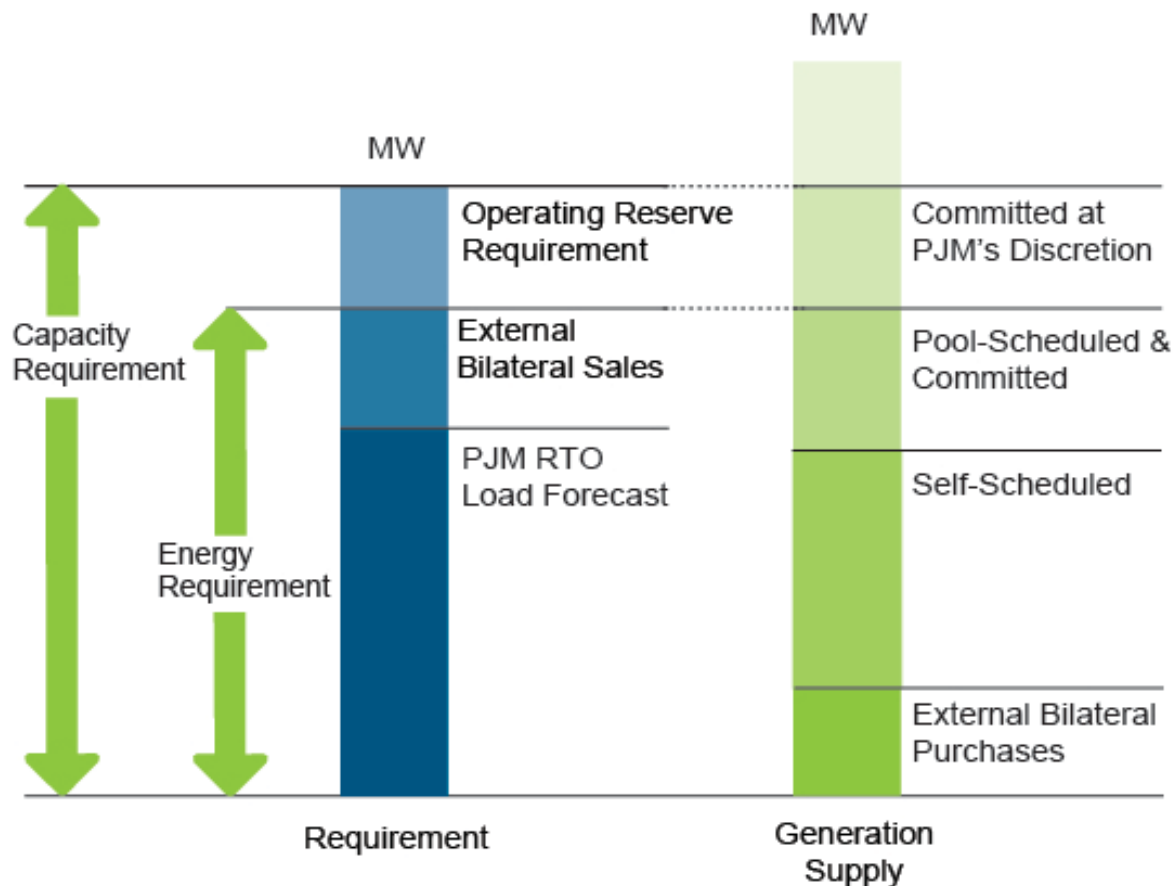 MW
MW
Operating Reserve
Requirement
Committed at
PJM's Discretion
Capacity
Requirement
External
Bilateral Sales
Pool-Scheduled &
Committed
PJM RTO
Load Forecast
Self-Scheduled
Energy
Requirement
External Bilateral
Purchases
Requirement
Generation
Supply